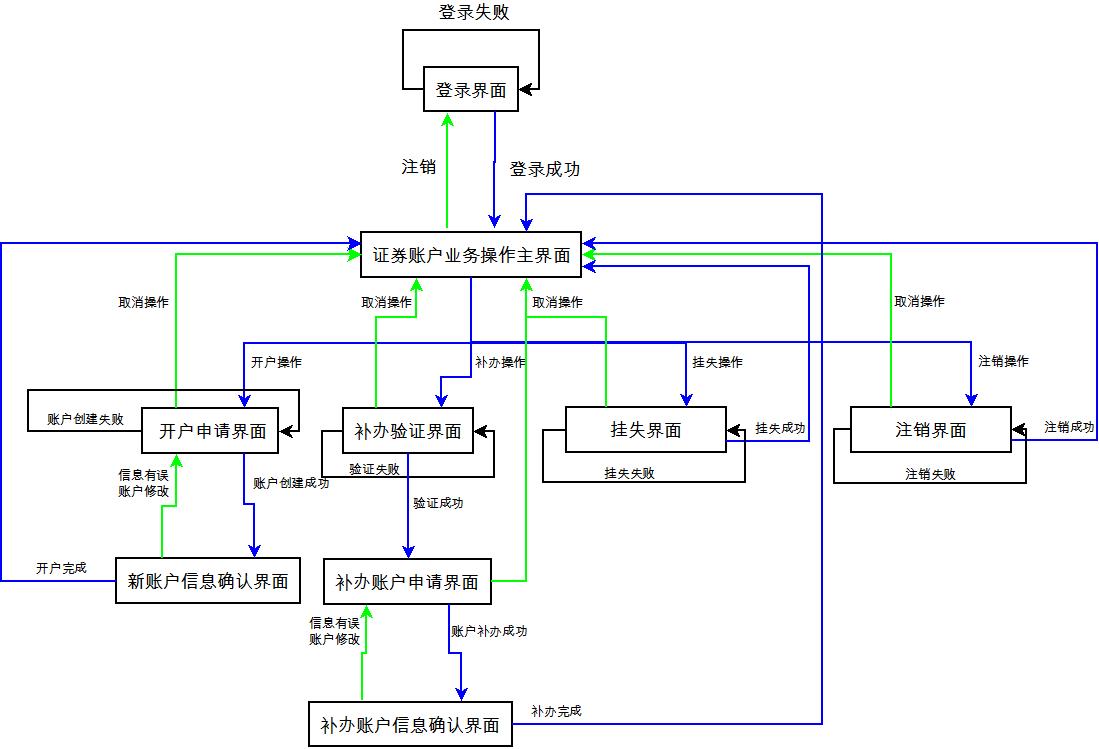 登录失败
登录界面
注销
登录成功
证券账户业务操作主界面
取消操作
取消操作
取消操作
取消操作
开户操作
补办操作
挂失操作
注销操作
账户创建失败
开户申请界面
补办验证界面
挂失界面
挂失成功
注销界面
注销成功
验证失败
挂失失败
注销失败
信息有误
账户修改
账户创建成功
验证成功
开户完成
新账户信息确认界面
补办账户申请界面
信息有误
账户修改
账户补办成功
补办账户信息确认界面
补办完成